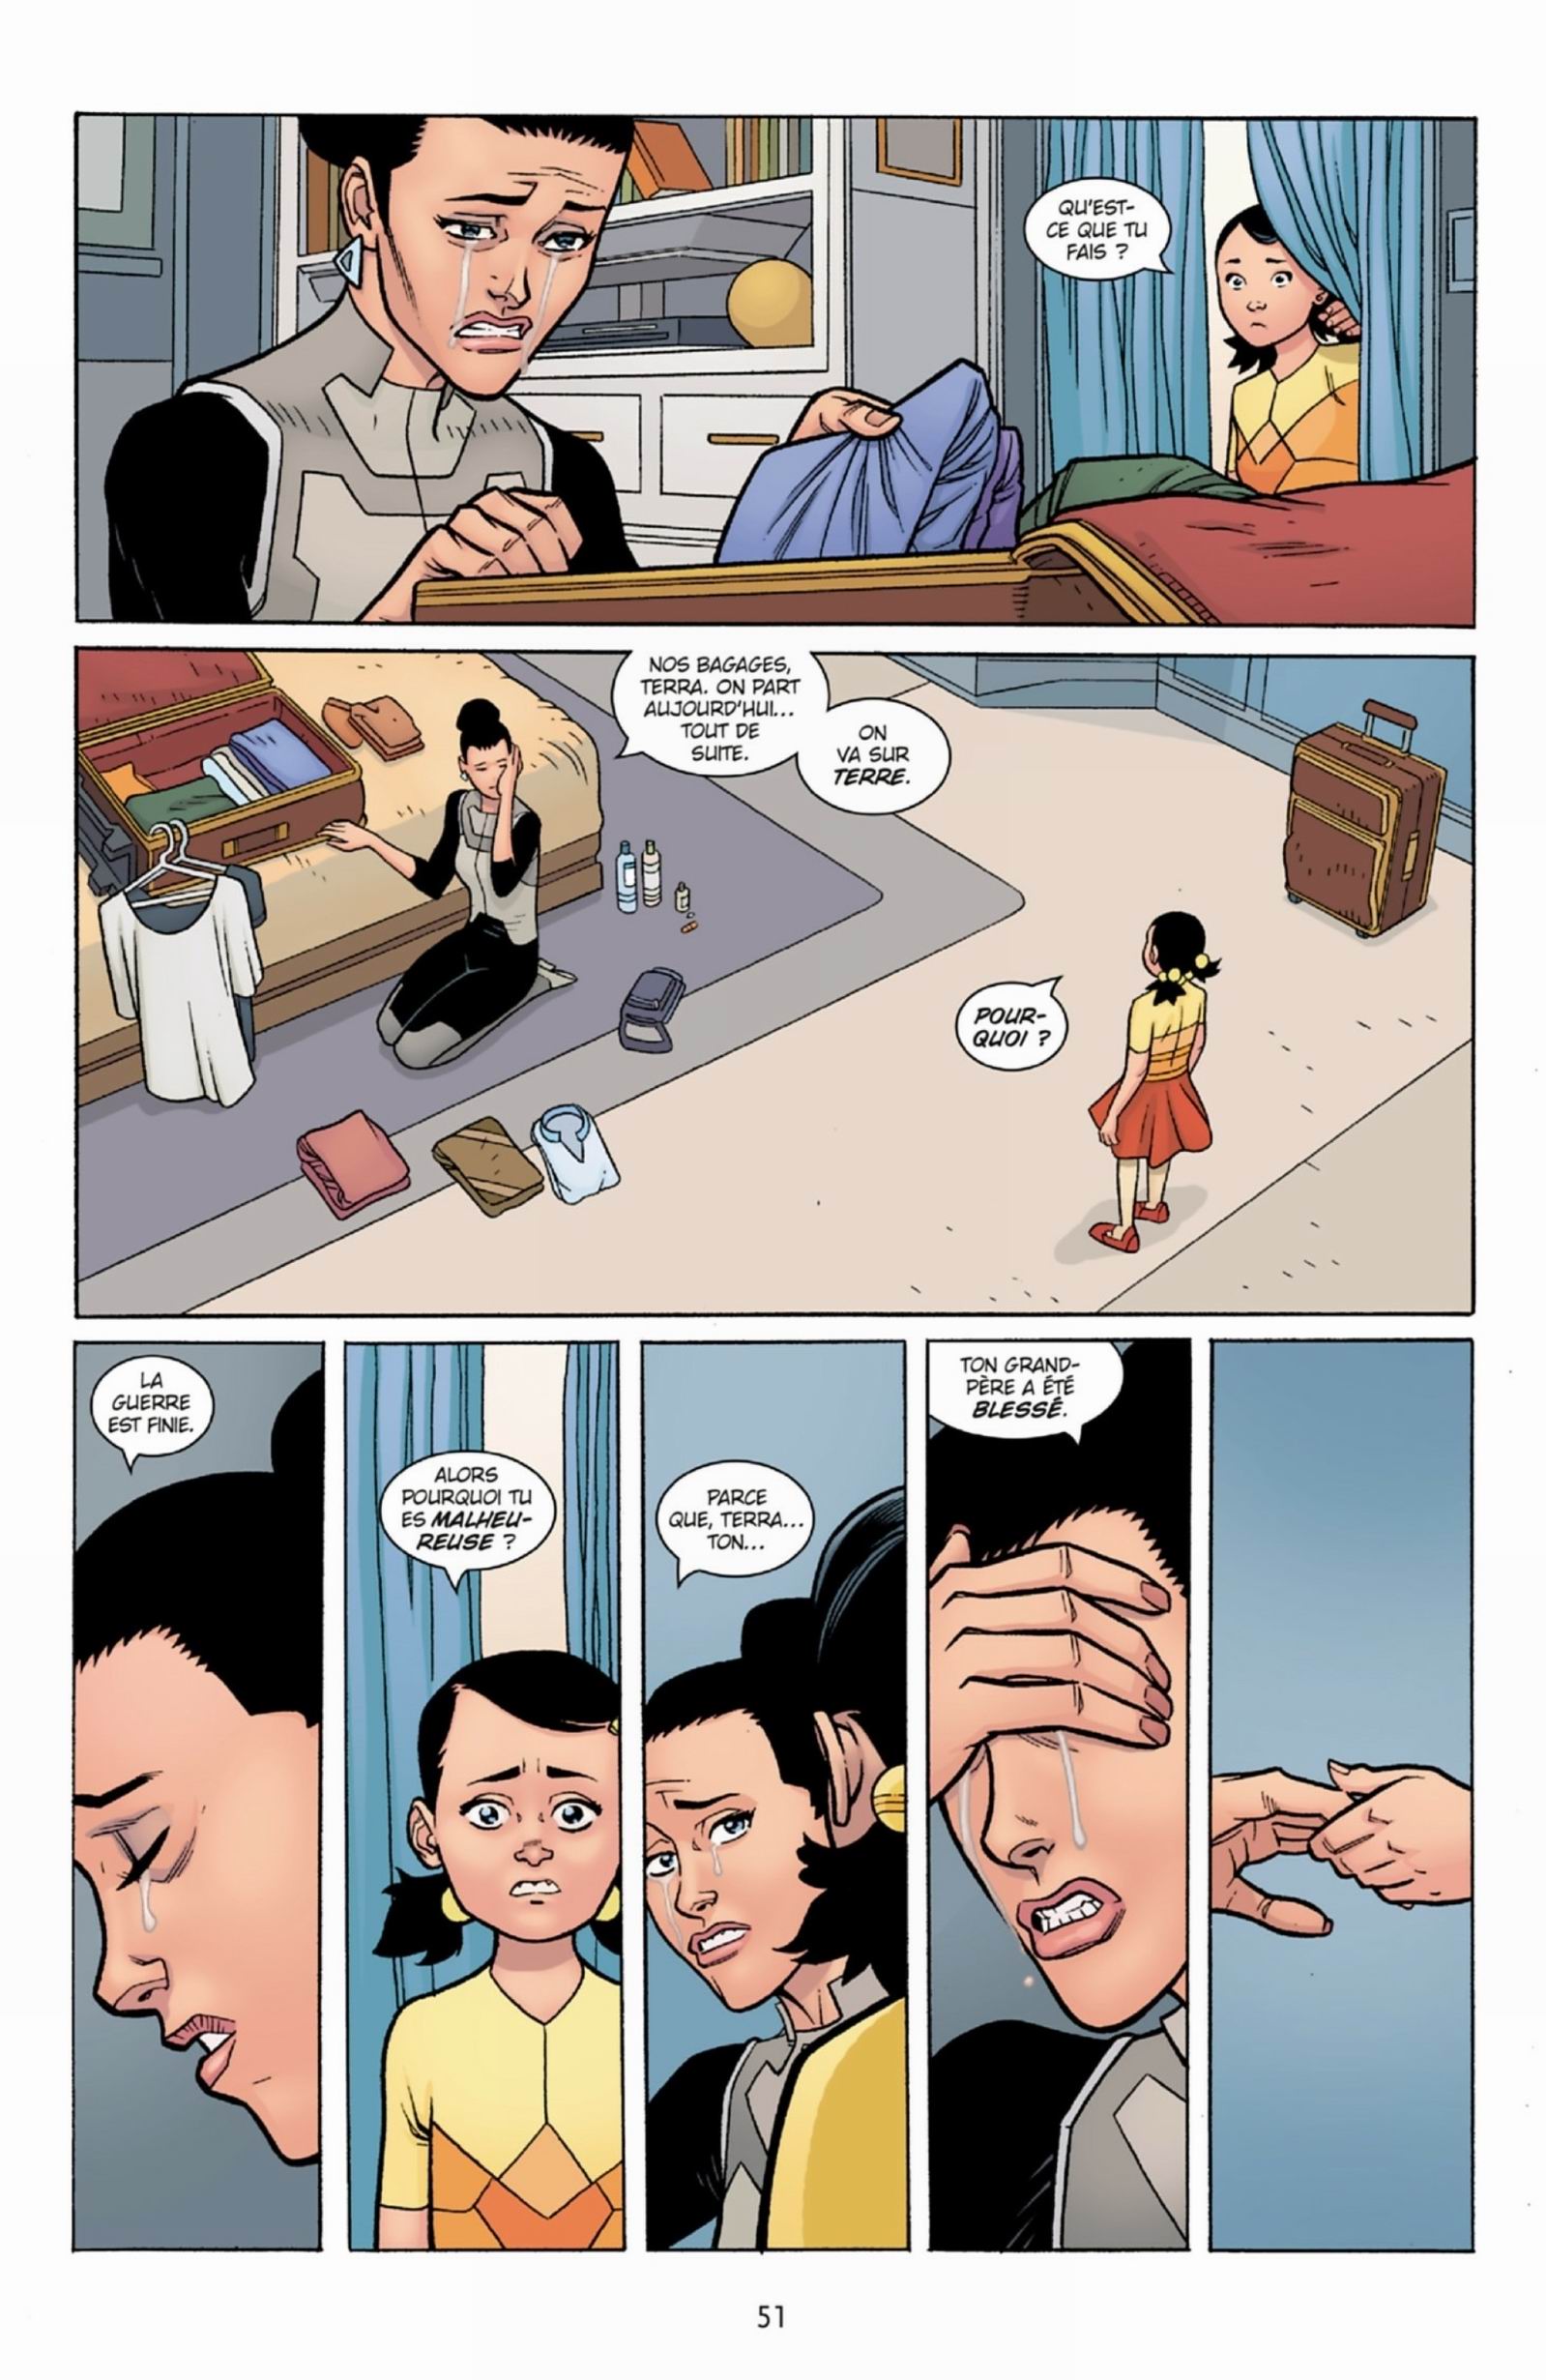 QU'EST-
CE QUE TU
FAIS ?
NOS BAGAGES,
TERRA. ON PART
AUJOURD'HUI...
TOUT DE
SUITE.
ON
VA SUR
TERRE.
POUR-
QUOI ?
LA
GUERRE
EST FINIE.
ALORS
POURQUOI TU
ES MALHEU-
REUSE ?
PARCE
QUE, TERRA...
TON...
TON GRAND-
PÈRE A ÉTÉ
BLESSÉ.
51